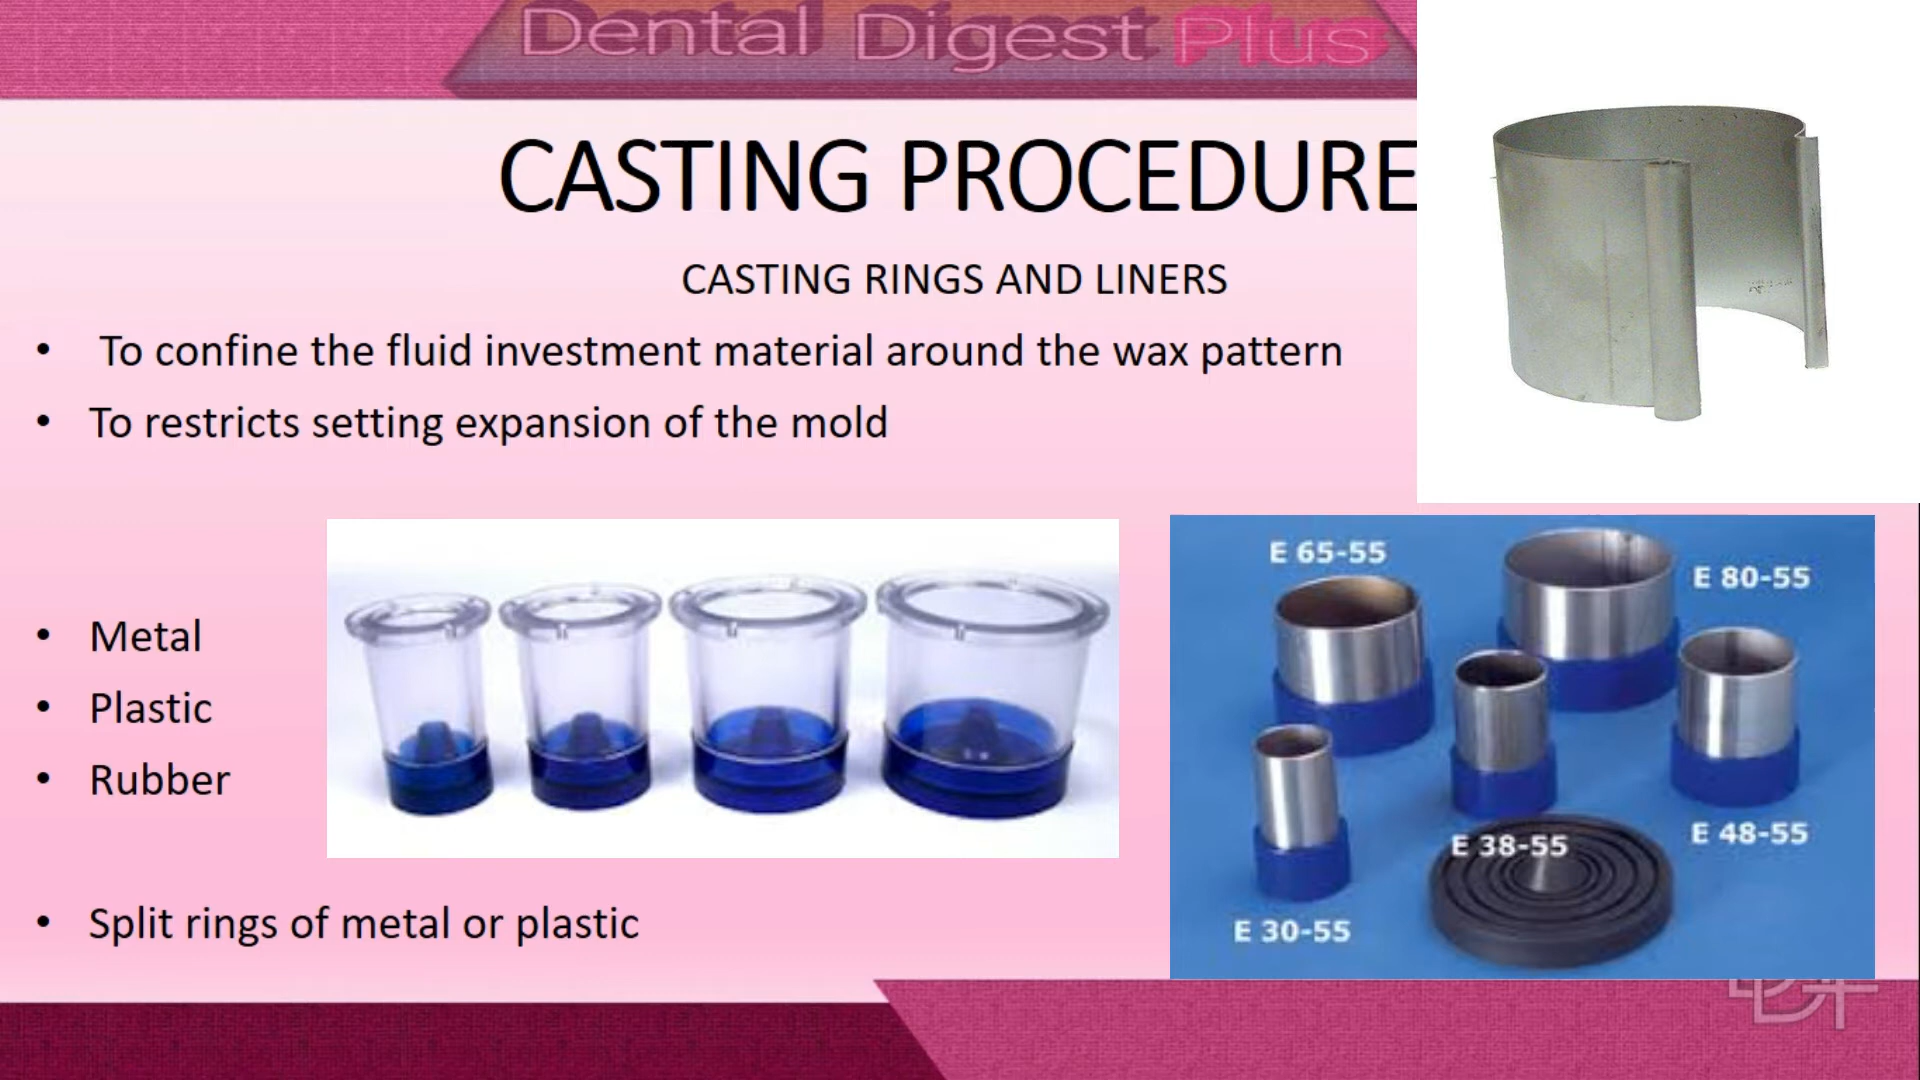 Dental Digest Plus
CASTING PROCEDURE
CASTING RINGS AND LINERS
• To confine the fluid investment material around the wax pattern
• To restricts setting expansion of the mold
• Metal
• Plastic
• Rubber
• Split rings of metal or plastic
E 65-55
E 80-55
E 38-55
E 48-55
E 30-55